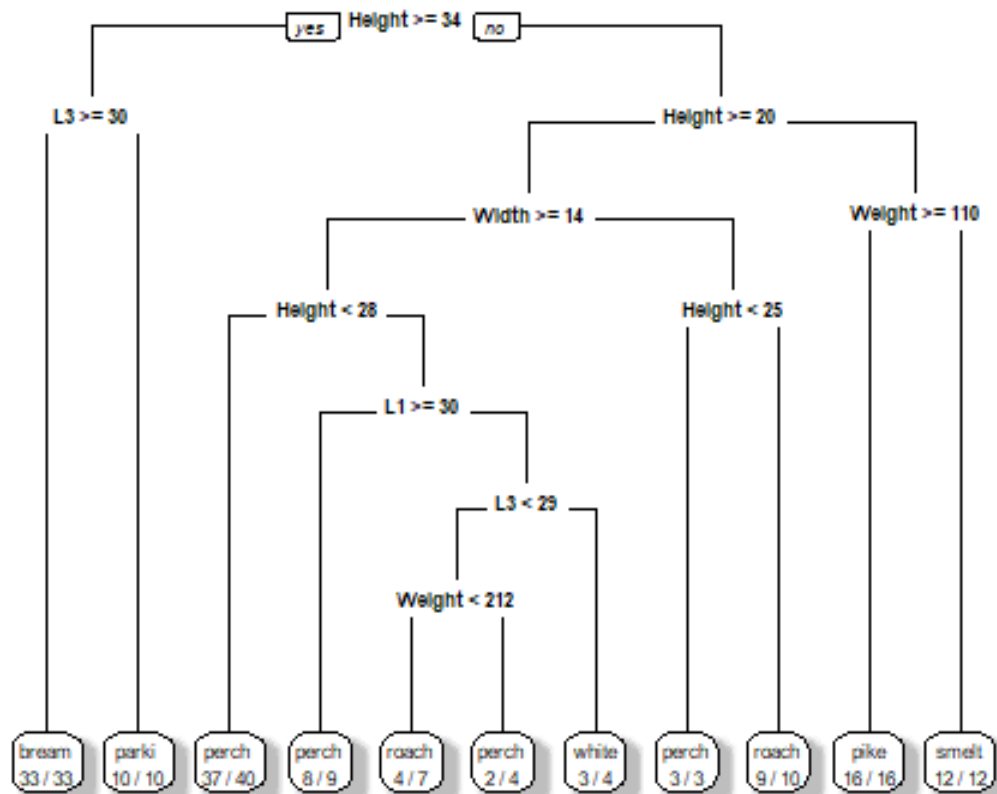 yes Height >= 34 no
L3 >= 30
Height >= 20
Width >= 14
Weight >= 110
Height < 28
Height < 25
L1 >= 30
L3 < 29
Weight < 212
bream parki perch perch roach perch white perch roach pike smelt
33 / 33 10 / 10 37 / 40 8 / 9 4 / 7 2 / 4 3 / 4 3 / 3 9 / 10 16 / 16 12 / 12